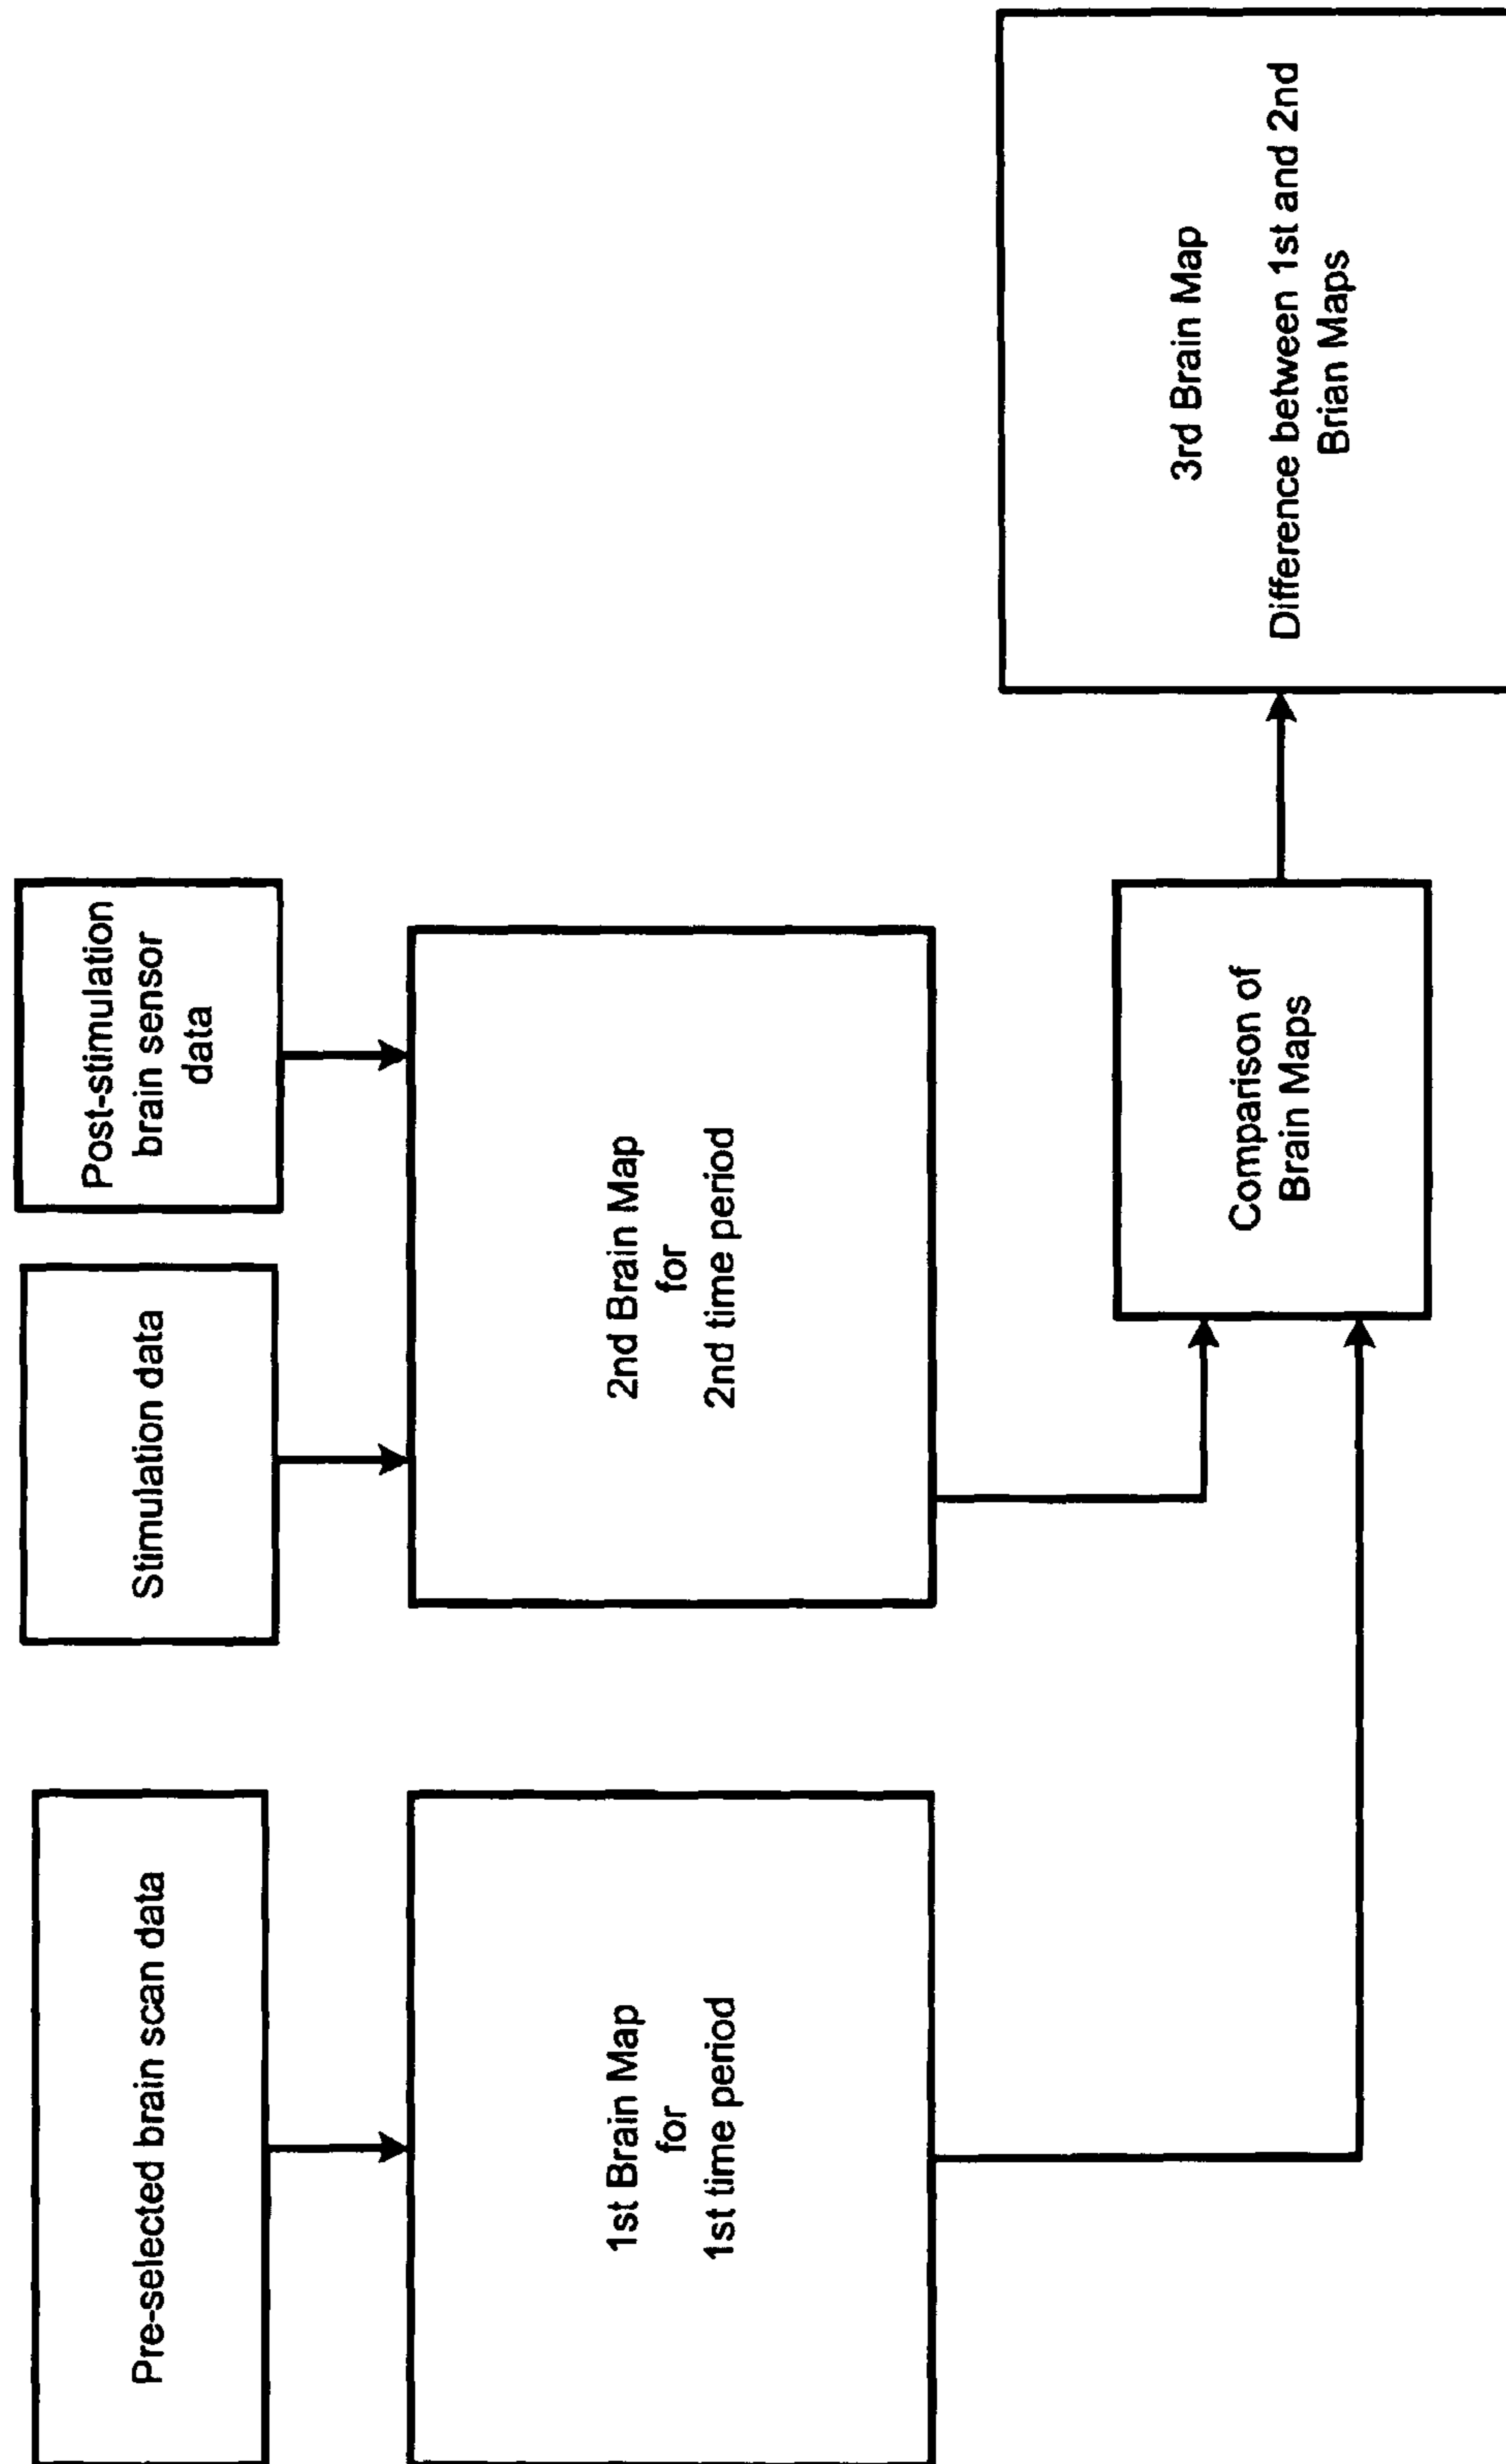 Pre-selected brain scan data
Stimulation data
Post-stimulation
brain sensor
data
1st Brain Map
for
1st time period
2nd Brain Map
for
2nd time period
Comparison of
Brain Maps
3rd Brain Map
Difference between 1st and 2nd
Brian Maps